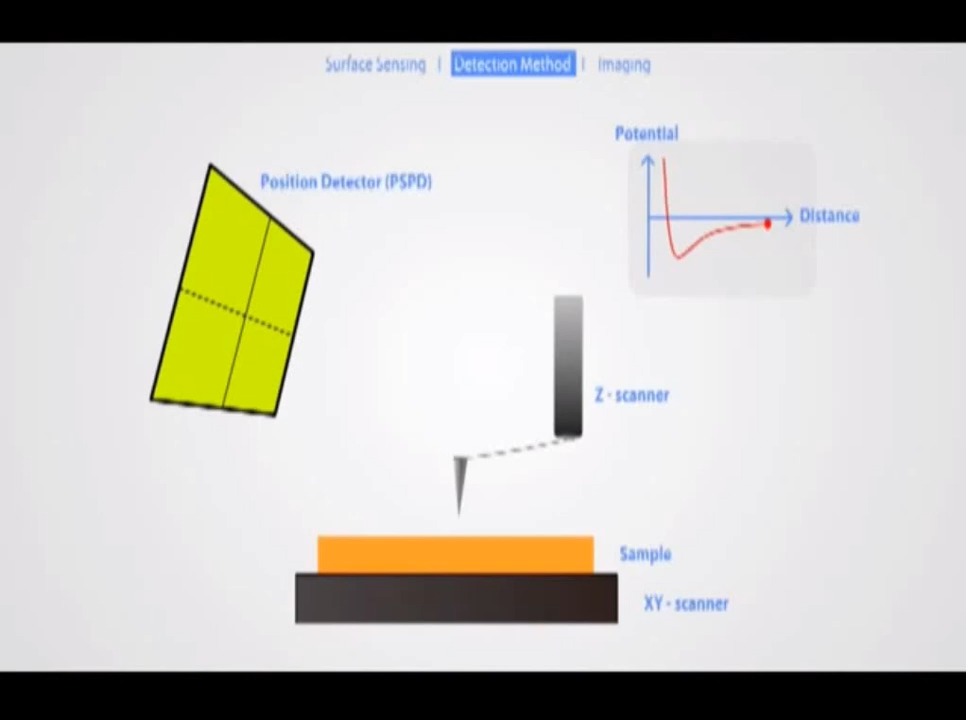 Surface Sensing | Detection Method | Imaging
Potential
Position Detector (PSPD)
Distance
Z - scanner
Sample
XY - scanner